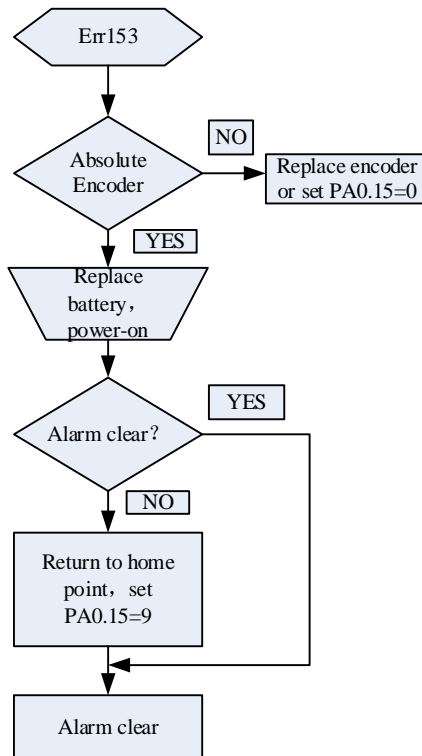 Err153
Absolute
Encoder
NO
Replace encoder
or set PA0.15=0
YES
Replace
battery，
power-on
YES
Alarm clear？
NO
Return to home
point，set
PA0.15=9
Alarm clear